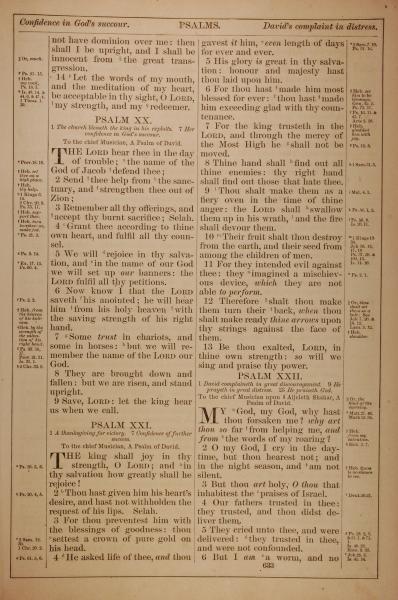 Confidence in God's succour.
PSALMS.
David's complaint in distress.
not have dominion over me: then
shall I be upright, and I shall be
innocent from the great trans-
gression.
14 Let the words of my mouth,
and the meditation of my heart,
be acceptable in thy sight, O LORD,
my strength, and my redeemer.
PSALM XX.
1 The church blesseth the king in his exploits. 7 Her
confidence in God's succour.
To the chief Musician, A Psalm of David.
THE LORD hear thee in the day
of trouble; the name of the
God of Jacob defend thee;
2 Send thee help from the sanc-
tuary, and strengthen thee out of
Zion;
3 Remember all thy offerings, and
accept thy burnt sacrifice; Selah.
4 Grant thee according to thine
own heart, and fulfil all thy coun-
sel.
5 We will rejoice in thy salva-
tion, and in the name of our God
we will set up our banners: the
LORD fulfil all thy petitions.
6 Now know I that the LORD
saveth his anointed; he will hear
him from his holy heaven with
the saving strength of his right
hand.
7 Some trust in chariots, and
some in horses: but we will re-
member the name of the LORD our
God.
8 They are brought down and
fallen: but we are risen, and stand
upright.
9 Save, LORD: let the king hear
us when we call.
PSALM XXI.
1 A thanksgiving for victory. 7 Confidence of further
success.
To the chief Musician, A Psalm of David.
THE king shall joy in thy
strength, O LORD; and in
thy salvation how greatly shall he
rejoice!
2 Thou hast given him his heart's
desire, and hast not withholden the
request of his lips. Selah.
3 For thou preventest him with
the blessings of goodness: thou
settest a crown of pure gold on
his head.
4 He asked life of thee, and thou
gavest it him, even length of days
for ever and ever.
5 His glory is great in thy salva-
tion: honour and majesty hast
thou laid upon him.
6 For thou hast made him most
blessed for ever: thou hast made
him exceeding glad with thy coun-
tenance.
7 For the king trusteth in the
LORD, and through the mercy of
the Most High he shall not be
moved.
8 Thine hand shall find out all
thine enemies: thy right hand
shall find out those that hate thee.
9 Thou shalt make them as a
fiery oven in the time of thine
anger: the LORD shall swallow
them up in his wrath, and the fire
shall devour them.
10 Their fruit shalt thou destroy
from the earth, and their seed from
among the children of men.
11 For they intended evil against
thee: they imagined a mischiev-
ous device, which they are not
able to perform.
12 Therefore shalt thou make
them turn their back, when thou
shalt make ready thine arrows upon
thy strings against the face of
them.
13 Be thou exalted, LORD, in
thine own strength: so will we
sing and praise thy power.
PSALM XXII.
1 David complaineth in great discouragement. 9 He
prayeth in great distress. 23 He praiseth God.
To the chief Musician upon Aijeleth Shahar, A
Psalm of David.
MY God, my God, why hast
thou forsaken me? why art
thou so far from helping me, and
from the words of my roaring?
2 O my God, I cry in the day-
time, but thou hearest not; and
in the night season, and am not
silent.
3 But thou art holy, O thou that
inhabitest the praises of Israel.
4 Our fathers trusted in thee:
they trusted, and thou didst de-
liver them.
5 They cried unto thee, and were
delivered: they trusted in thee,
and were not confounded.
6 But I am a worm, and no
633